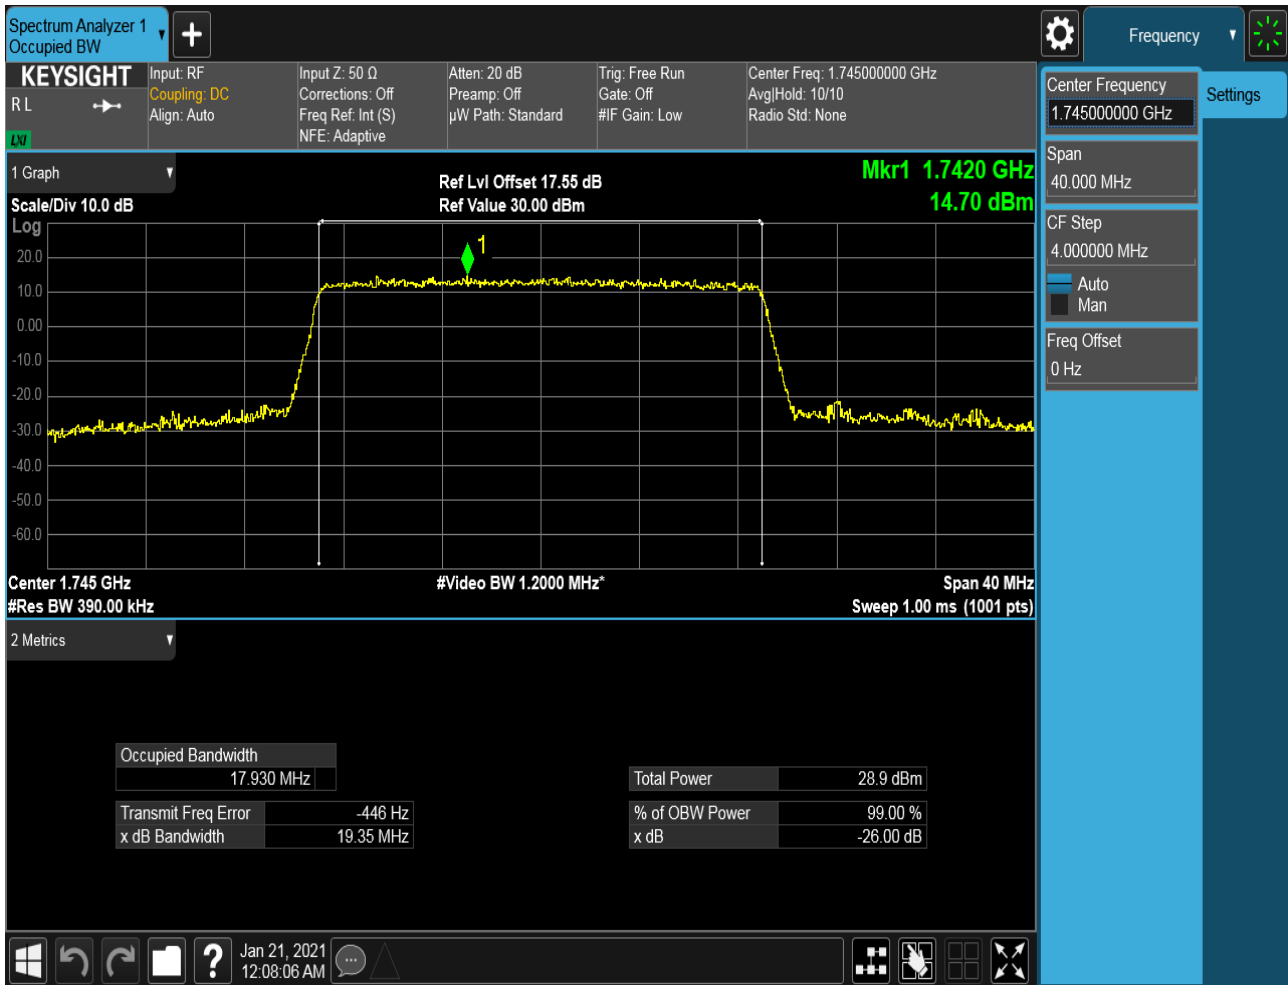 Spectrum Analyzer 1
Occupied BW
Frequency
KEYSIGHT
R L
LXI
Input: RF
Coupling: DC
Align: Auto
Input Z: 50 Ω
Corrections: Off
Freq Ref: Int (S)
NFE: Adaptive
Atten: 20 dB
Preamp: Off
µW Path: Standard
Trig: Free Run
Gate: Off
#IF Gain: Low
Center Freq: 1.745000000 GHz
Avg|Hold: 10/10
Radio Std: None
Center Frequency
1.745000000 GHz
Settings
Span
40.000 MHz
CF Step
4.000000 MHz
Auto
Man
Freq Offset
0 Hz
1 Graph
Scale/Div 10.0 dB
Log
Ref Lvl Offset 17.55 dB
Ref Value 30.00 dBm
Mkr1 1.7420 GHz
14.70 dBm
1
20.0
10.0
0.00
-10.0
-20.0
-30.0
-40.0
-50.0
-60.0
Center 1.745 GHz
#Video BW 1.2000 MHz*
Span 40 MHz
#Res BW 390.00 kHz
Sweep 1.00 ms (1001 pts)
2 Metrics
Occupied Bandwidth
17.930 MHz
Total Power 28.9 dBm
Transmit Freq Error -446 Hz
% of OBW Power 99.00 %
x dB Bandwidth 19.35 MHz
x dB -26.00 dB
Jan 21, 2021
12:08:06 AM